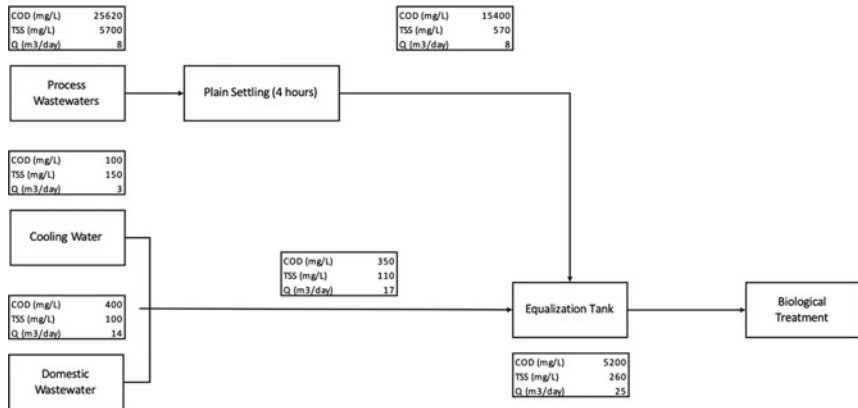 COD (mg/L) 25620
TSS (mg/L) 5700
Q (m3/day) 8
COD (mg/L) 15400
TSS (mg/L) 570
Q (m3/day) 8
Process
Wastewaters
Plain Settling (4 hours)
COD (mg/L) 100
TSS (mg/L) 150
Q (m3/day) 3
Cooling Water
COD (mg/L) 350
TSS (mg/L) 110
Q (m3/day) 17
COD (mg/L) 400
TSS (mg/L) 100
Q (m3/day) 14
Equalization Tank
Biological
Treatment
Domestic
Wastewater
COD (mg/L) 5200
TSS (mg/L) 260
Q (m3/day) 25